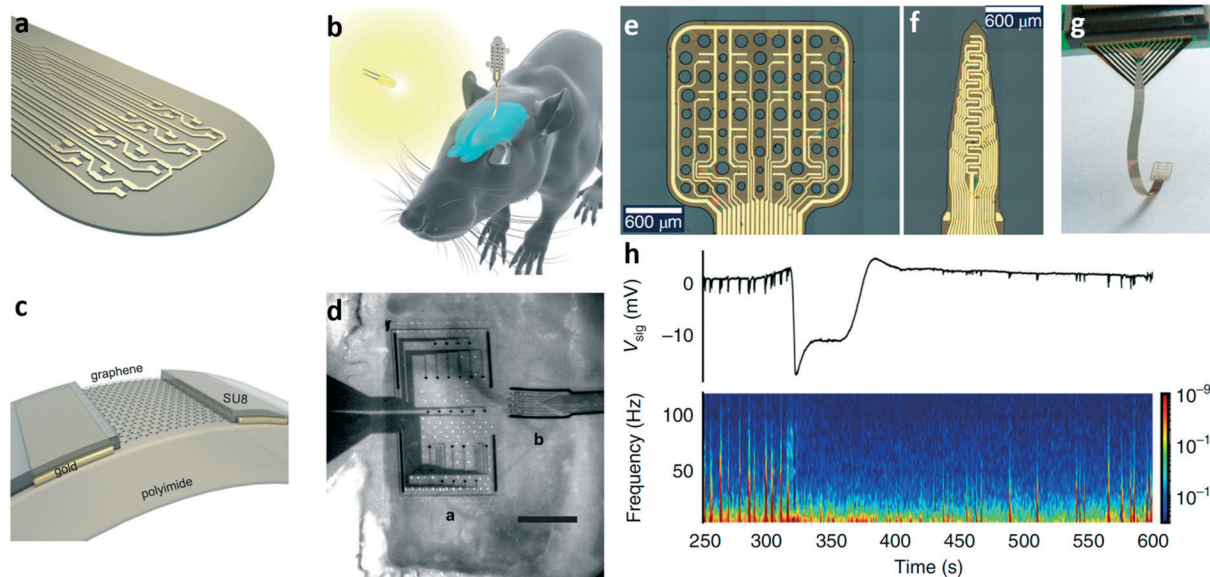 a
b
c
graphene
SU8
gold
polyimide
d
a
b
e
600 μm
f
600 μm
g
h
V_sig (mV)
0
−10
Frequency (Hz)
100
50
10⁻⁹
10⁻¹
10⁻¹
250 300 350 400 450 500 550 600
Time (s)